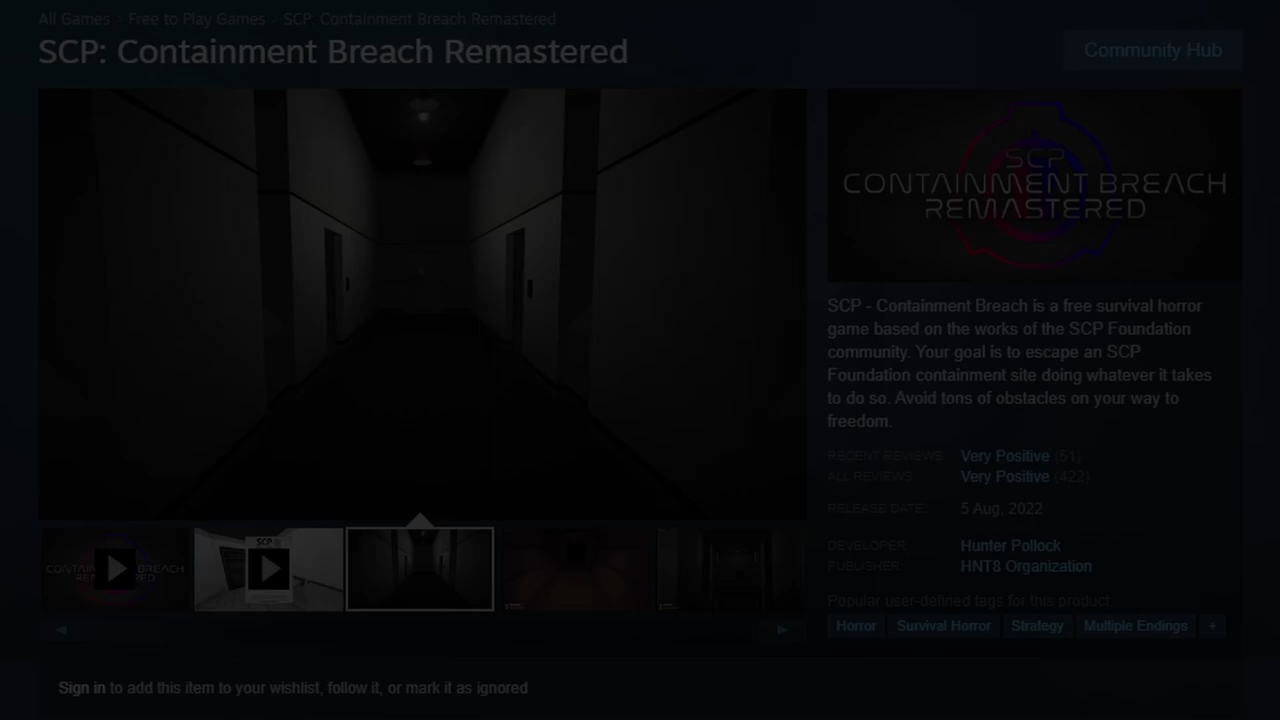 All Games > Free to Play Games > SCP: Containment Breach Remastered
SCP: Containment Breach Remastered
Community Hub
SCP
CONTAINMENT BREACH
REMASTERED
SCP - Containment Breach is a free survival horror
game based on the works of the SCP Foundation
community. Your goal is to escape an SCP
Foundation containment site doing whatever it takes
to do so. Avoid tons of obstacles on your way to
freedom.
RECENT REVIEWS: Very Positive (51)
ALL REVIEWS: Very Positive (422)
RELEASE DATE: 5 Aug, 2022
DEVELOPER: Hunter Pollock
PUBLISHER: HNT8 Organization
Popular user-defined tags for this product:
Horror Survival Horror Strategy Multiple Endings +
SCP
Sign in to add this item to your wishlist, follow it, or mark it as ignored